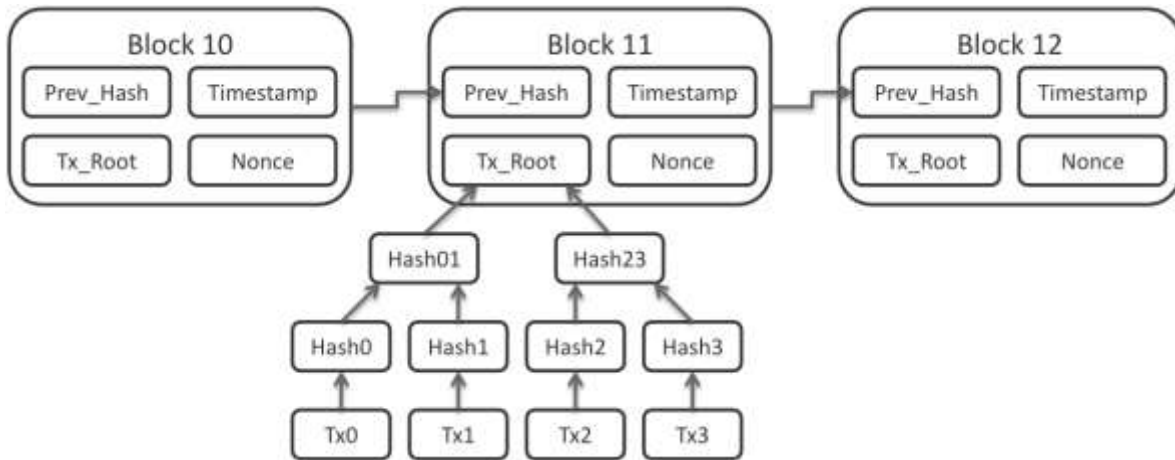 Block 10 Block 11 Block 12
Prev_Hash Timestamp Prev_Hash Timestamp Prev_Hash Timestamp
Tx_Root Nonce Tx_Root Nonce Tx_Root Nonce
Hash01 Hash23
Hash0 Hash1 Hash2 Hash3
Tx0 Tx1 Tx2 Tx3